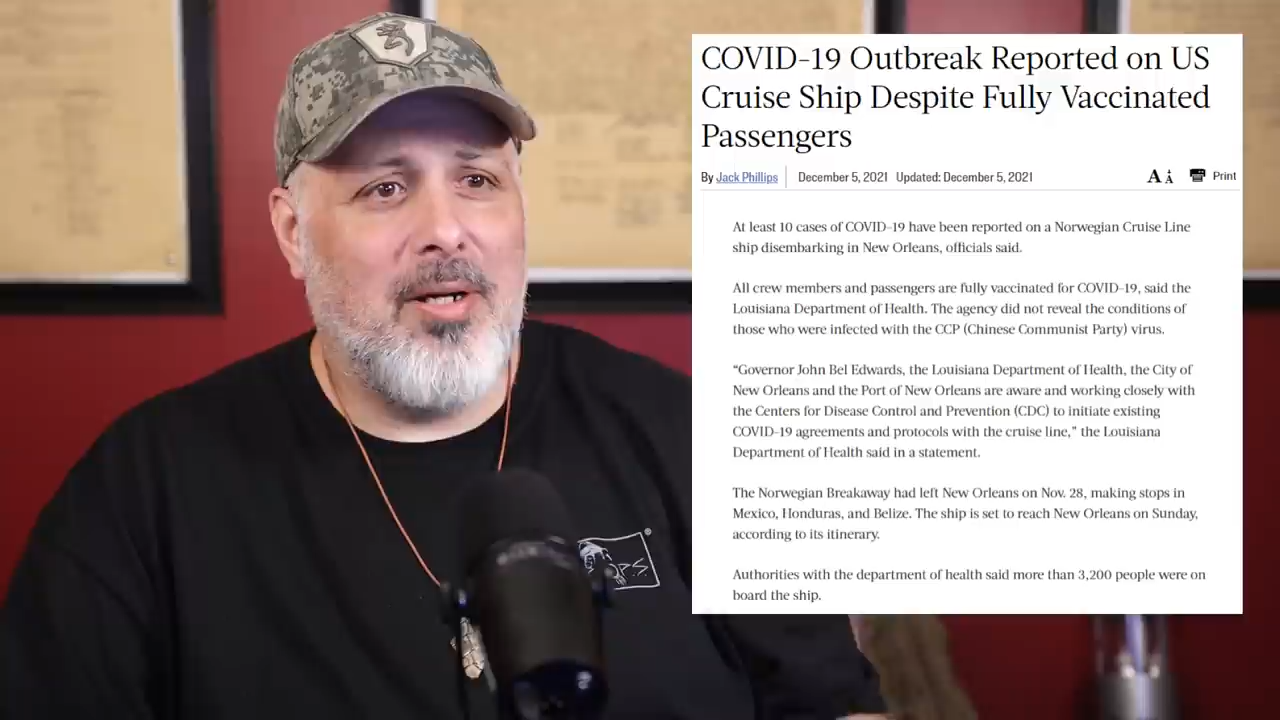 COVID-19 Outbreak Reported on US
Cruise Ship Despite Fully Vaccinated
Passengers
By Jack Phillips December 5, 2021 Updated: December 5, 2021 A A Print
At least 10 cases of COVID-19 have been reported on a Norwegian Cruise Line
ship disembarking in New Orleans, officials said.
All crew members and passengers are fully vaccinated for COVID-19, said the
Louisiana Department of Health. The agency did not reveal the conditions of
those who were infected with the CCP (Chinese Communist Party) virus.
“Governor John Bel Edwards, the Louisiana Department of Health, the City of
New Orleans and the Port of New Orleans are aware and working closely with
the Centers for Disease Control and Prevention (CDC) to initiate existing
COVID-19 agreements and protocols with the cruise line,” the Louisiana
Department of Health said in a statement.
The Norwegian Breakaway had left New Orleans on Nov. 28, making stops in
Mexico, Honduras, and Belize. The ship is set to reach New Orleans on Sunday,
according to its itinerary.
Authorities with the department of health said more than 3,200 people were on
board the ship.